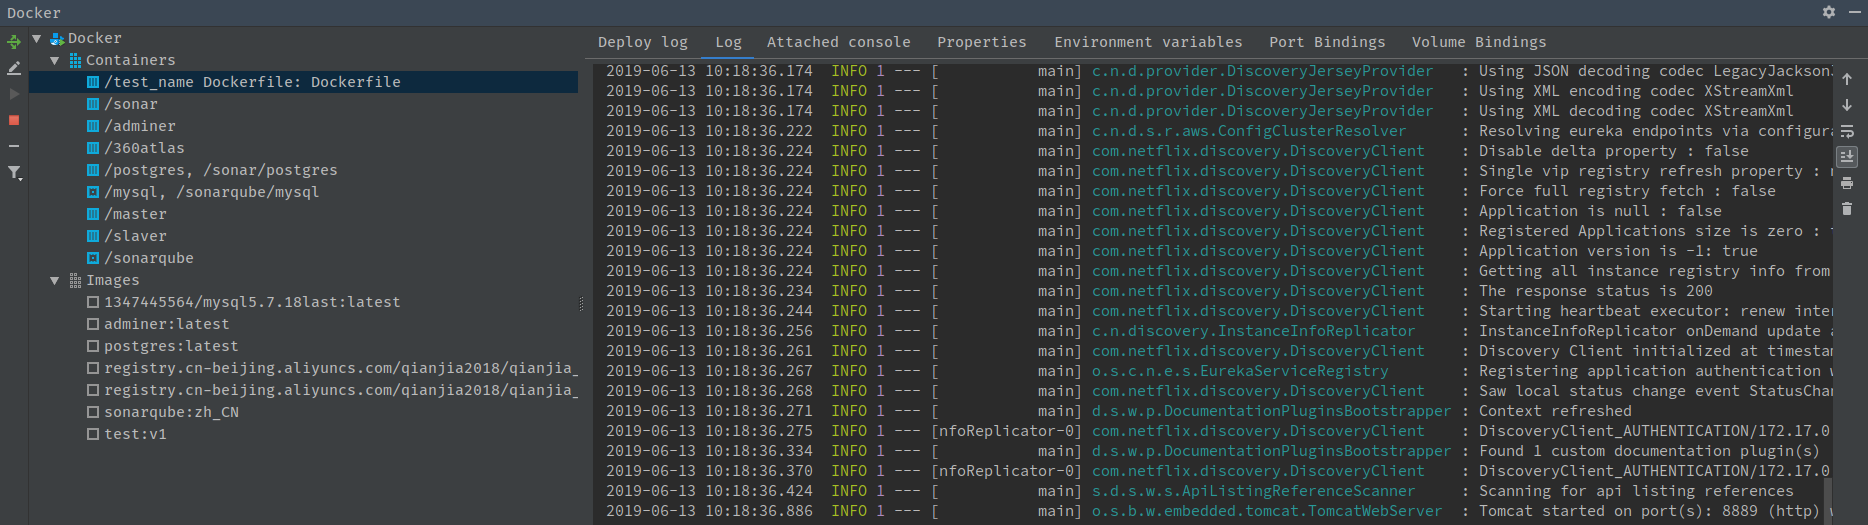 Docker
Docker
Containers
/test_name Dockerfile: Dockerfile
/sonar
/adminer
/360atlas
/postgres, /sonar/postgres
/mysql, /sonarqube/mysql
/master
/slaver
/sonarqube
Images
1347445564/mysql5.7.18last:latest
adminer:latest
postgres:latest
registry.cn-beijing.aliyuncs.com/qianjia2018/qianjia_
registry.cn-beijing.aliyuncs.com/qianjia2018/qianjia_
sonarqube:zh_CN
test:v1
Deploy log Log Attached console Properties Environment variables Port Bindings Volume Bindings
2019-06-13 10:18:36.174 INFO 1 --- [ main] c.n.d.provider.DiscoveryJerseyProvider : Using JSON decoding codec LegacyJackson
2019-06-13 10:18:36.174 INFO 1 --- [ main] c.n.d.provider.DiscoveryJerseyProvider : Using XML encoding codec XStreamXml
2019-06-13 10:18:36.174 INFO 1 --- [ main] c.n.d.provider.DiscoveryJerseyProvider : Using XML decoding codec XStreamXml
2019-06-13 10:18:36.222 INFO 1 --- [ main] c.n.d.s.r.aws.ConfigClusterResolver : Resolving eureka endpoints via configura
2019-06-13 10:18:36.224 INFO 1 --- [ main] com.netflix.discovery.DiscoveryClient : Disable delta property : false
2019-06-13 10:18:36.224 INFO 1 --- [ main] com.netflix.discovery.DiscoveryClient : Single vip registry refresh property :
2019-06-13 10:18:36.224 INFO 1 --- [ main] com.netflix.discovery.DiscoveryClient : Force full registry fetch : false
2019-06-13 10:18:36.224 INFO 1 --- [ main] com.netflix.discovery.DiscoveryClient : Application is null : false
2019-06-13 10:18:36.224 INFO 1 --- [ main] com.netflix.discovery.DiscoveryClient : Registered Applications size is zero :
2019-06-13 10:18:36.224 INFO 1 --- [ main] com.netflix.discovery.DiscoveryClient : Application version is -1: true
2019-06-13 10:18:36.224 INFO 1 --- [ main] com.netflix.discovery.DiscoveryClient : Getting all instance registry info from
2019-06-13 10:18:36.234 INFO 1 --- [ main] com.netflix.discovery.DiscoveryClient : The response status is 200
2019-06-13 10:18:36.244 INFO 1 --- [ main] com.netflix.discovery.DiscoveryClient : Starting heartbeat executor: renew inter
2019-06-13 10:18:36.256 INFO 1 --- [ main] c.n.discovery.InstanceInfoReplicator : InstanceInfoReplicator onDemand update a
2019-06-13 10:18:36.261 INFO 1 --- [ main] com.netflix.discovery.DiscoveryClient : Discovery Client initialized at timestam
2019-06-13 10:18:36.267 INFO 1 --- [ main] o.s.c.n.e.s.EurekaServiceRegistry : Registering application authentication w
2019-06-13 10:18:36.268 INFO 1 --- [ main] com.netflix.discovery.DiscoveryClient : Saw local status change event StatusChan
2019-06-13 10:18:36.271 INFO 1 --- [ main] d.s.w.p.DocumentationPluginsBootstrapper : Context refreshed
2019-06-13 10:18:36.275 INFO 1 --- [nfoReplicator-0] com.netflix.discovery.DiscoveryClient : DiscoveryClient_AUTHENTICATION/172.17.0
2019-06-13 10:18:36.334 INFO 1 --- [ main] d.s.w.p.DocumentationPluginsBootstrapper : Found 1 custom documentation plugin(s)
2019-06-13 10:18:36.370 INFO 1 --- [nfoReplicator-0] com.netflix.discovery.DiscoveryClient : DiscoveryClient_AUTHENTICATION/172.17.0
2019-06-13 10:18:36.424 INFO 1 --- [ main] s.d.s.w.s.ApiListingReferenceScanner : Scanning for api listing references
2019-06-13 10:18:36.886 INFO 1 --- [ main] o.s.b.w.embedded.tomcat.TomcatWebServer : Tomcat started on port(s): 8889 (http) w